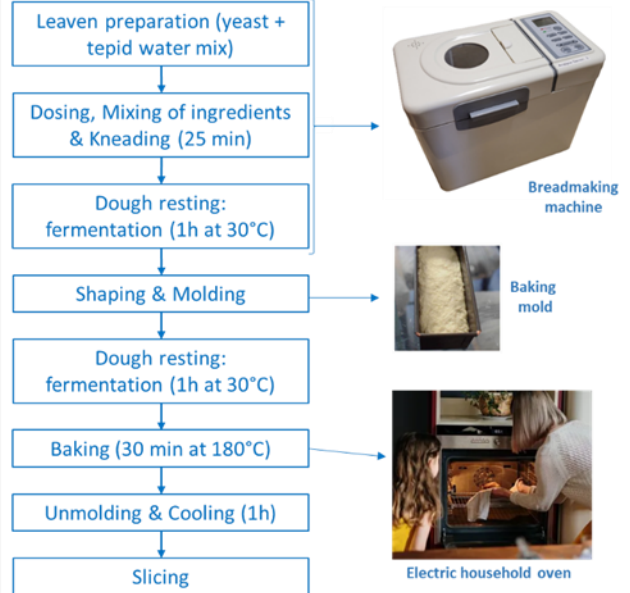 Leaven preparation (yeast +
tepid water mix)
Dosing, Mixing of ingredients
& Kneading (25 min)
Breadmaking
machine
Dough resting:
fermentation (1h at 30°C)
Shaping & Molding
Baking
mold
Dough resting:
fermentation (1h at 30°C)
Baking (30 min at 180°C)
Unmolding & Cooling (1h)
Electric household oven
Slicing